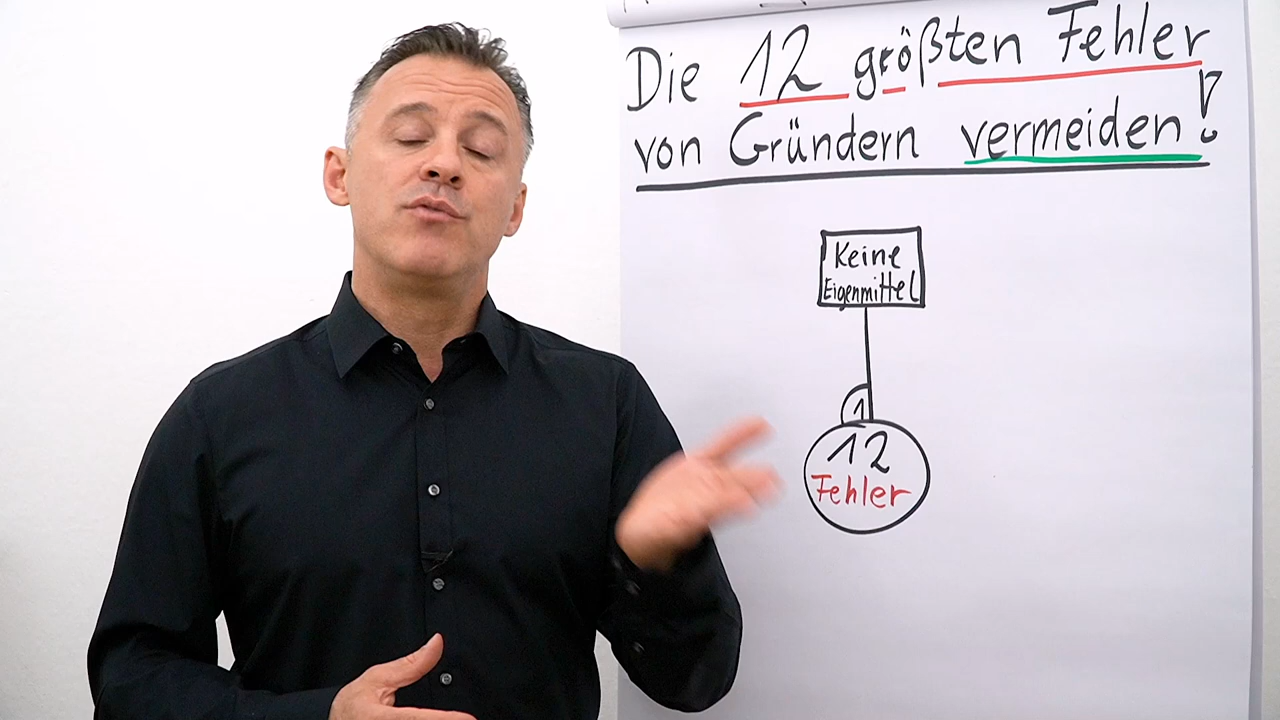 Die 12 größten Fehler
von Gründern vermeiden!
Keine
Eigenmittel
1
12
Fehler